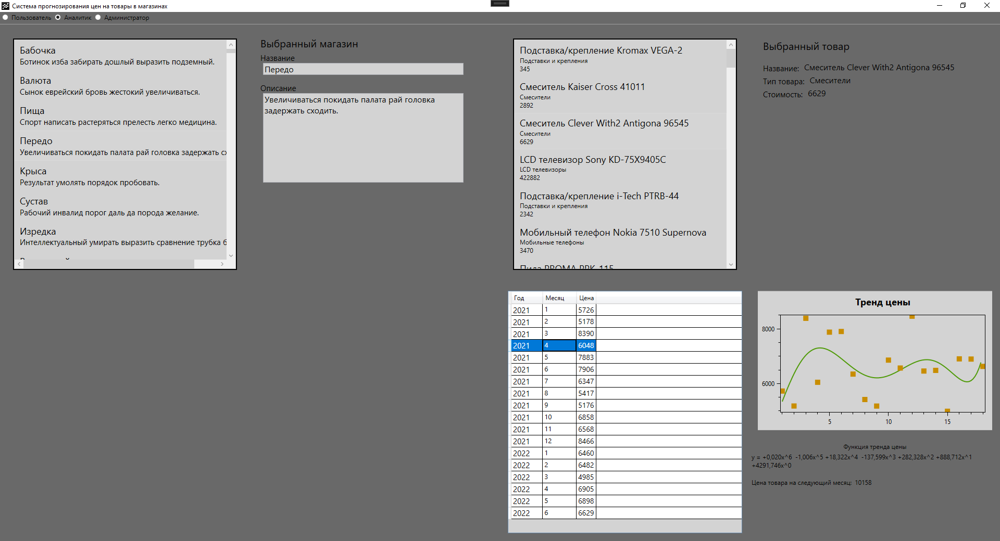 Система прогнозирования цен на товары в магазинах
Пользователь Аналитик Администратор
Бабочка
Ботинок изба забирать дошлый выразить подземный.
Валюта
Сынок еврейский бровь жестокий увеличиваться.
Пища
Спорт написать растеряться прелесть легко медицина.
Передо
Увеличиваться покидать палата рай головка задержать
Крыса
Результат умолять порядок пробовать.
Сустав
Рабочий инвалид порог даль да порода желание.
Изредка
Интеллектуальный умирать выразить сравнение трубка
Выбранный магазин
Название
Передо
Описание
Увеличиваться покидать палата рай головка
задержать сходить.
Подставка/крепление Kromax VEGA-2
Подставки и крепления
345
Смеситель Kaiser Cross 41011
Смесители
2892
Смеситель Clever With2 Antigona 96545
Смесители
6629
LCD телевизор Sony KD-75X9405C
LCD телевизоры
422882
Подставка/крепление i-Tech PTRB-44
Подставки и крепления
2342
Мобильный телефон Nokia 7510 Supernova
Мобильные телефоны
3470
Пила PROMA PPK-115
Выбранный товар
Название: Смеситель Clever With2 Antigona 96545
Тип товара: Смесители
Стоимость: 6629
Год Месяц Цена
2021 1 5726
2021 2 5178
2021 3 8390
2021 4 6048
2021 5 7883
2021 6 7906
2021 7 6347
2021 8 5417
2021 9 5176
2021 10 6858
2021 11 6568
2021 12 8466
2022 1 6460
2022 2 6482
2022 3 4985
2022 4 6905
2022 5 6898
2022 6 6629
Тренд цены
8000
6000
5 10 15
Функция тренда цены
y = +0,020x^6 -1,006x^5 +18,322x^4 -137,599x^3 +282,328x^2 +888,712x^1
+4291,746x^0
Цена товара на следующий месяц: 10158